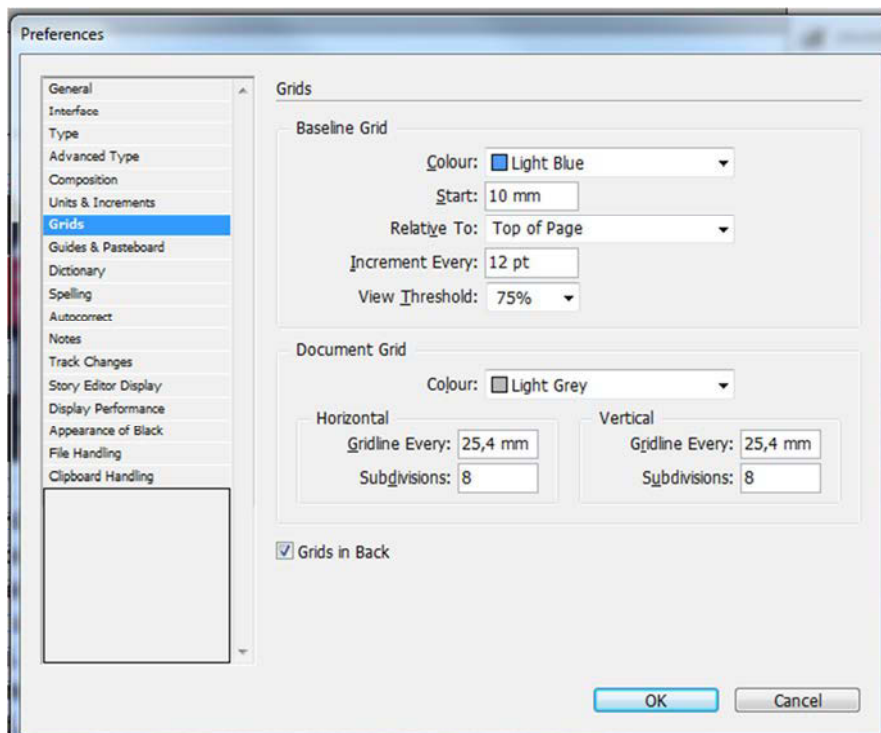 Preferences
General
Interface
Type
Advanced Type
Composition
Units & Increments
Grids
Guides & Pasteboard
Dictionary
Spelling
Autocorrect
Notes
Track Changes
Story Editor Display
Display Performance
Appearance of Black
File Handling
Clipboard Handling
Grids
Baseline Grid
Colour: Light Blue
Start: 10 mm
Relative To: Top of Page
Increment Every: 12 pt
View Threshold: 75%
Document Grid
Colour: Light Grey
Horizontal
Gridline Every: 25,4 mm
Subdivisions: 8
Vertical
Gridline Every: 25,4 mm
Subdivisions: 8
Grids in Back
OK Cancel